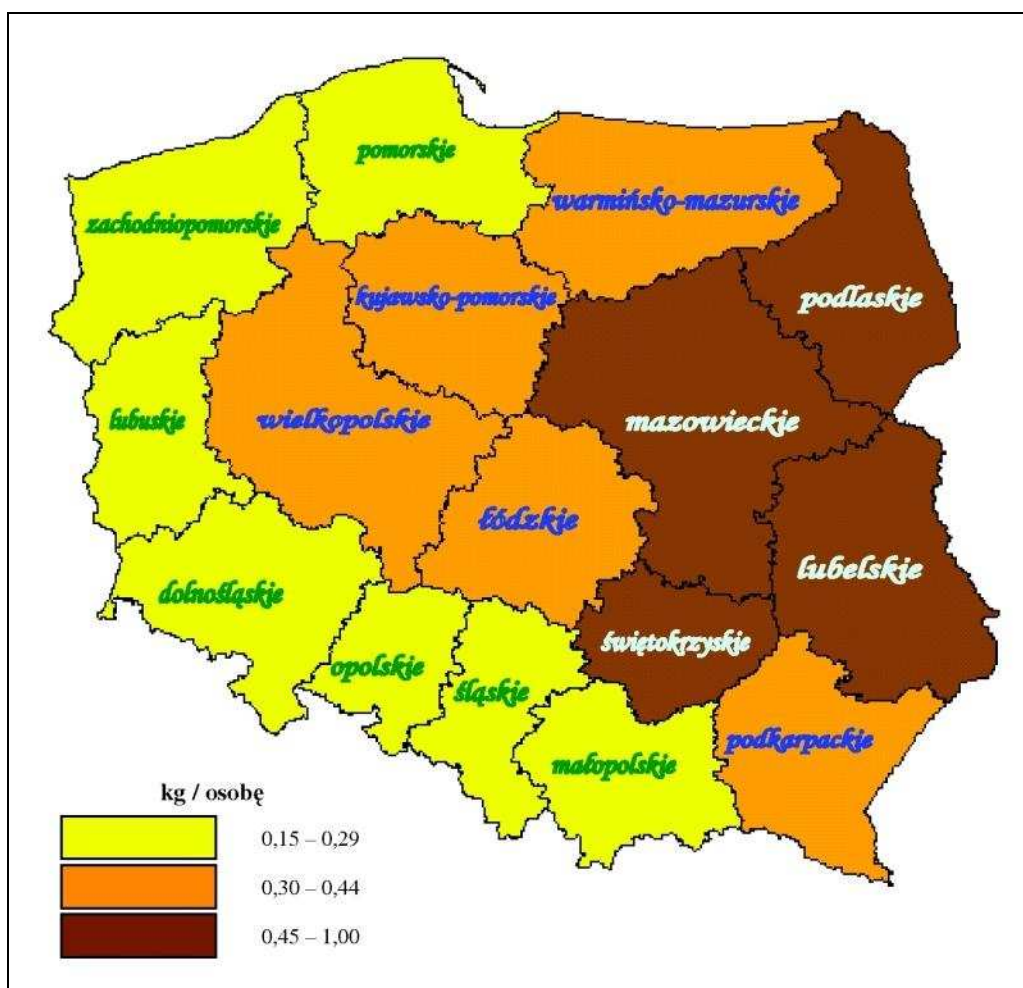 pomorskie
warmińsko-mazurskie
zachodniopomorskie
podlaskie
kujawsko-pomorskie
lubuskie
wielkopolskie
mazowieckie
łódzkie
lubelskie
dolnośląskie
świętokrzyskie
opolskie
śląskie
podkarpackie
małopolskie
kg / osobę
0,15 – 0,29
0,30 – 0,44
0,45 – 1,00